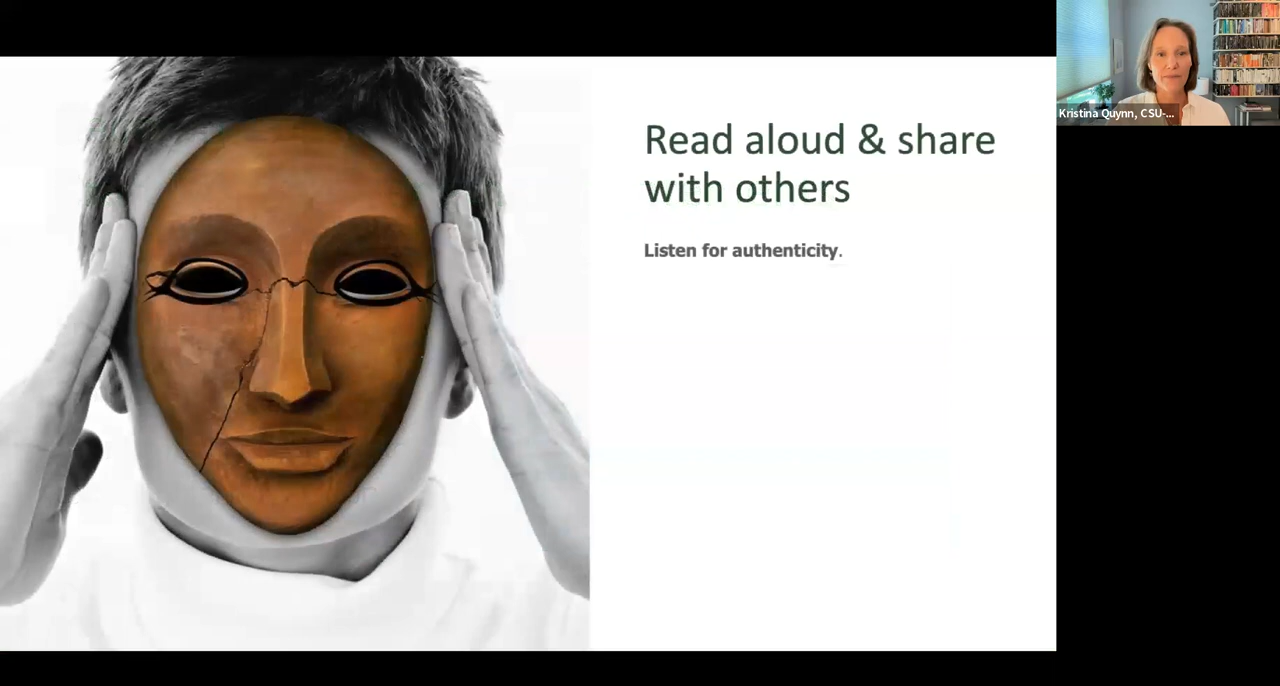 Read aloud & share
with others
Listen for authenticity.
Kristina Quynn, CSU-...